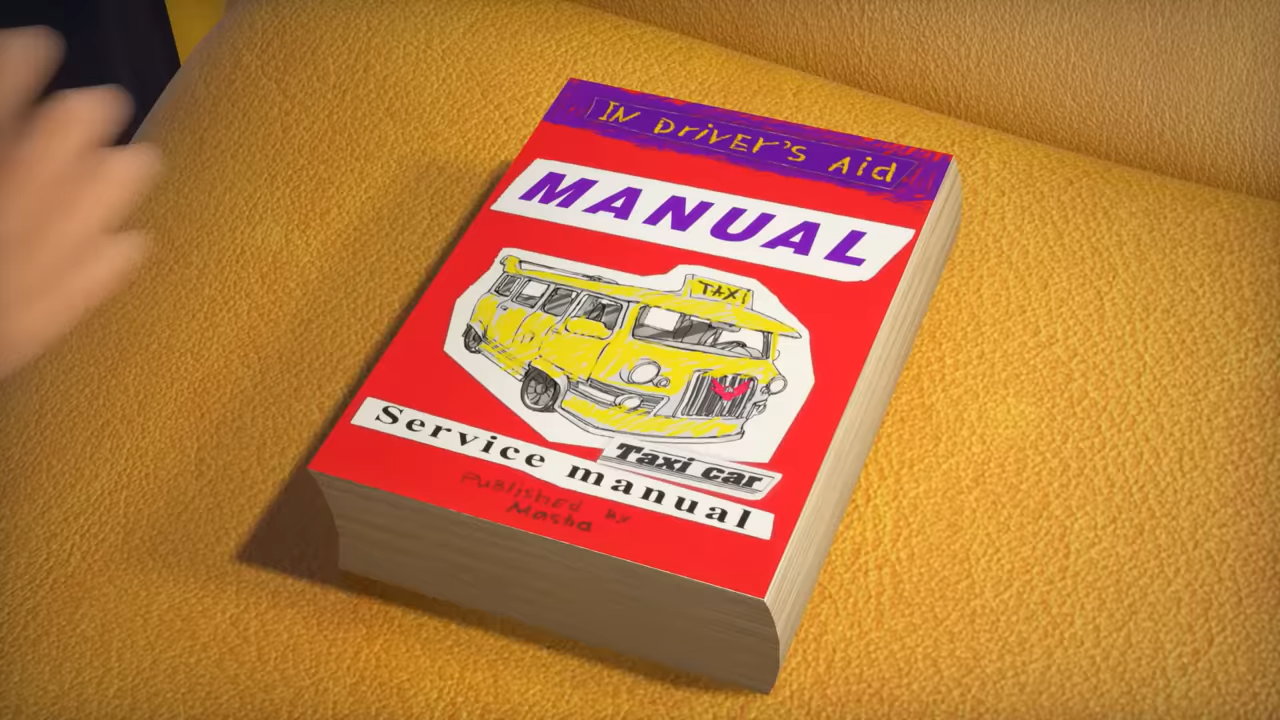 IN DRIVER'S AID
MANUAL
TAXI
Service manual
Taxi car
Published by
Masha